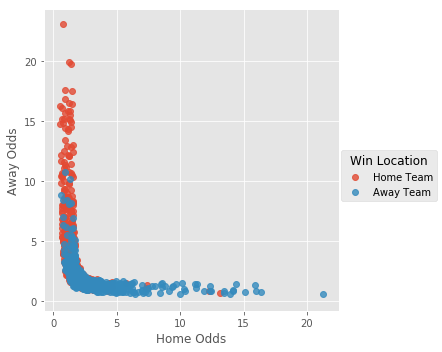 20
15
10
5
0
Away Odds
0 5 10 15 20
Home Odds
Win Location
Home Team
Away Team